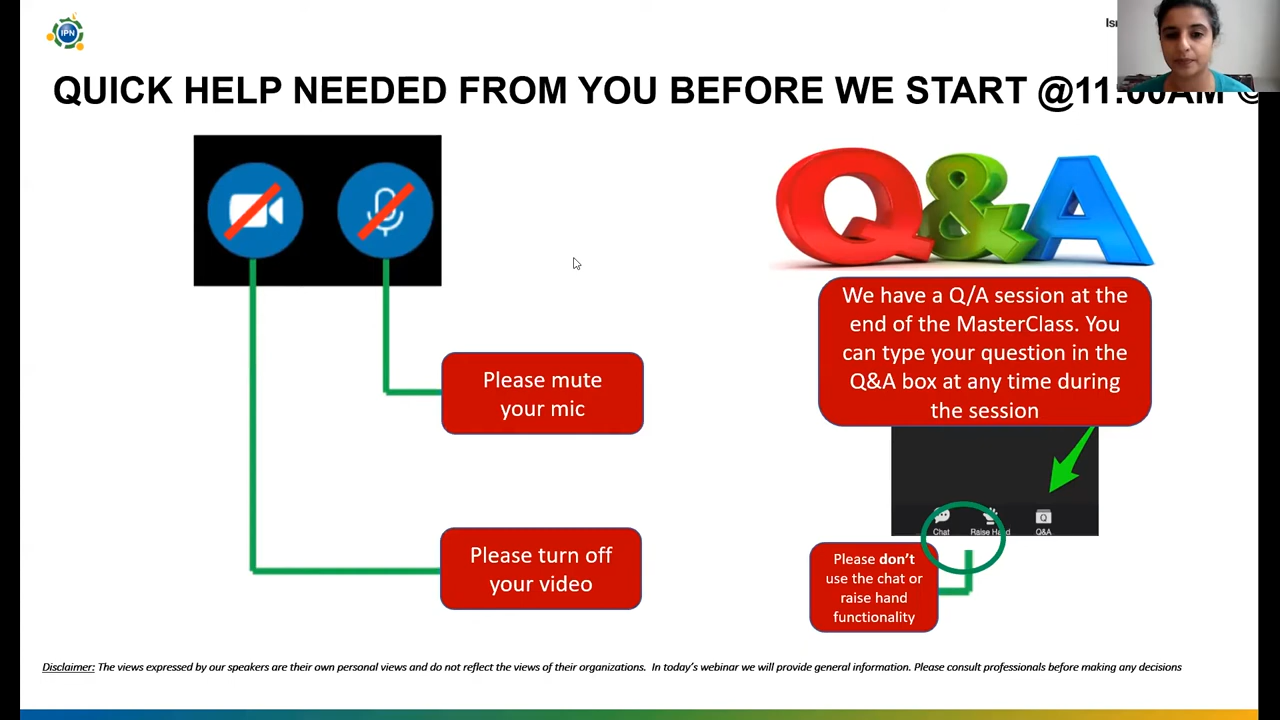 IPN
QUICK HELP NEEDED FROM YOU BEFORE WE START @11:00AM
Q&A
We have a Q/A session at the
end of the MasterClass. You
can type your question in the
Q&A box at any time during
the session
Please mute
your mic
Chat
Raise Hand
Q&A
Please turn off
your video
Please don't
use the chat or
raise hand
functionality
Disclaimer: The views expressed by our speakers are their own personal views and do not reflect the views of their organizations. In today's webinar we will provide general information. Please consult professionals before making any decisions